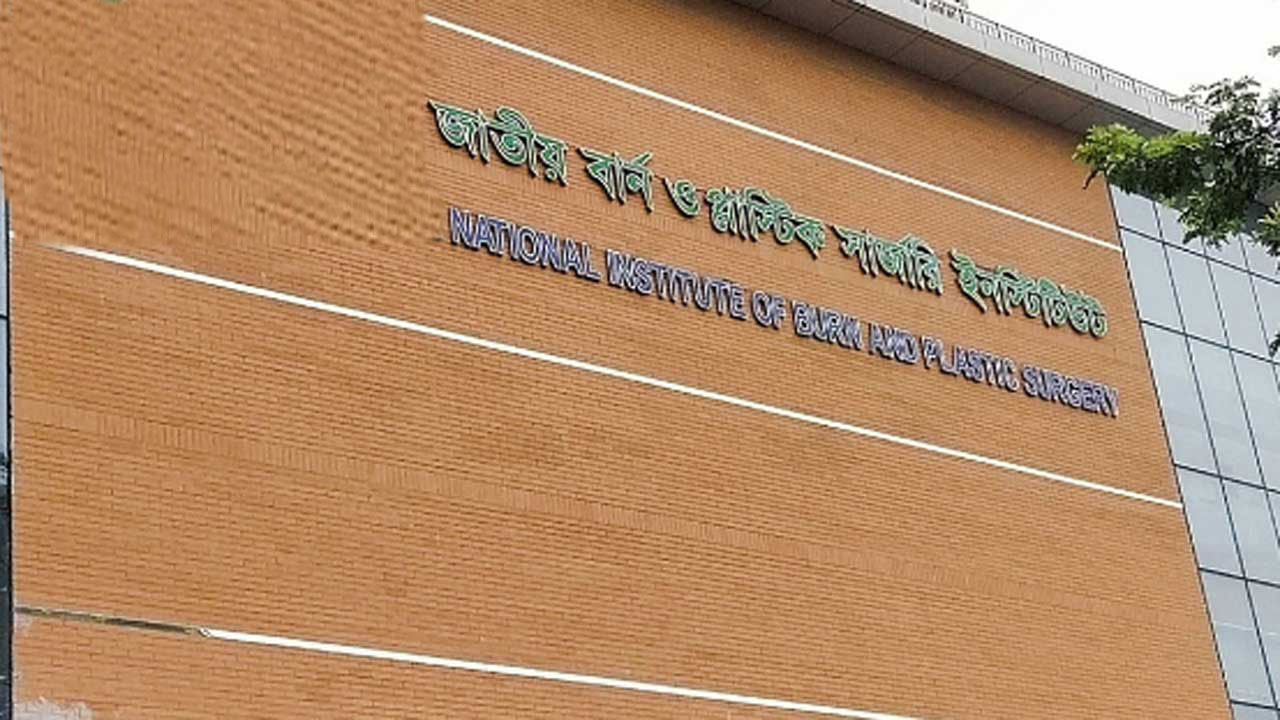 জাতীয় বার্ন ও প্লাস্টিক সার্জারি ইনস্টিটিউট
NATIONAL INSTITUTE OF BURN AND PLASTIC SURGERY